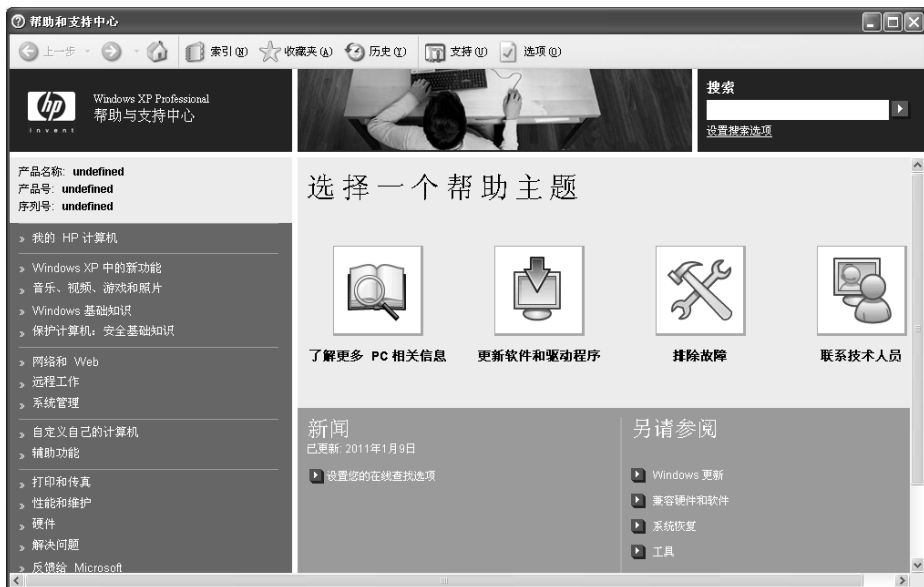 帮助和支持中心
上一步 索引(N) 收藏夹(A) 历史(Y) 支持(U) 选项(O)
hp
invent
Windows XP Professional
帮助与支持中心
搜索
设置搜索选项
产品名称: undefined
产品号: undefined
序列号: undefined
我的 HP 计算机
Windows XP 中的新功能
音乐、视频、游戏和照片
Windows 基础知识
保护计算机: 安全基础知识
网络和 Web
远程工作
系统管理
自定义自己的计算机
辅助功能
打印和传真
性能和维护
硬件
解决问题
反馈给 Microsoft
选择一个帮助主题
了解更多 PC 相关信息
更新软件和驱动程序
排除故障
联系技术人员
新闻
已更新: 2011年1月9日
设置您的在线查找选项
另请参阅
Windows 更新
兼容硬件和软件
系统恢复
工具